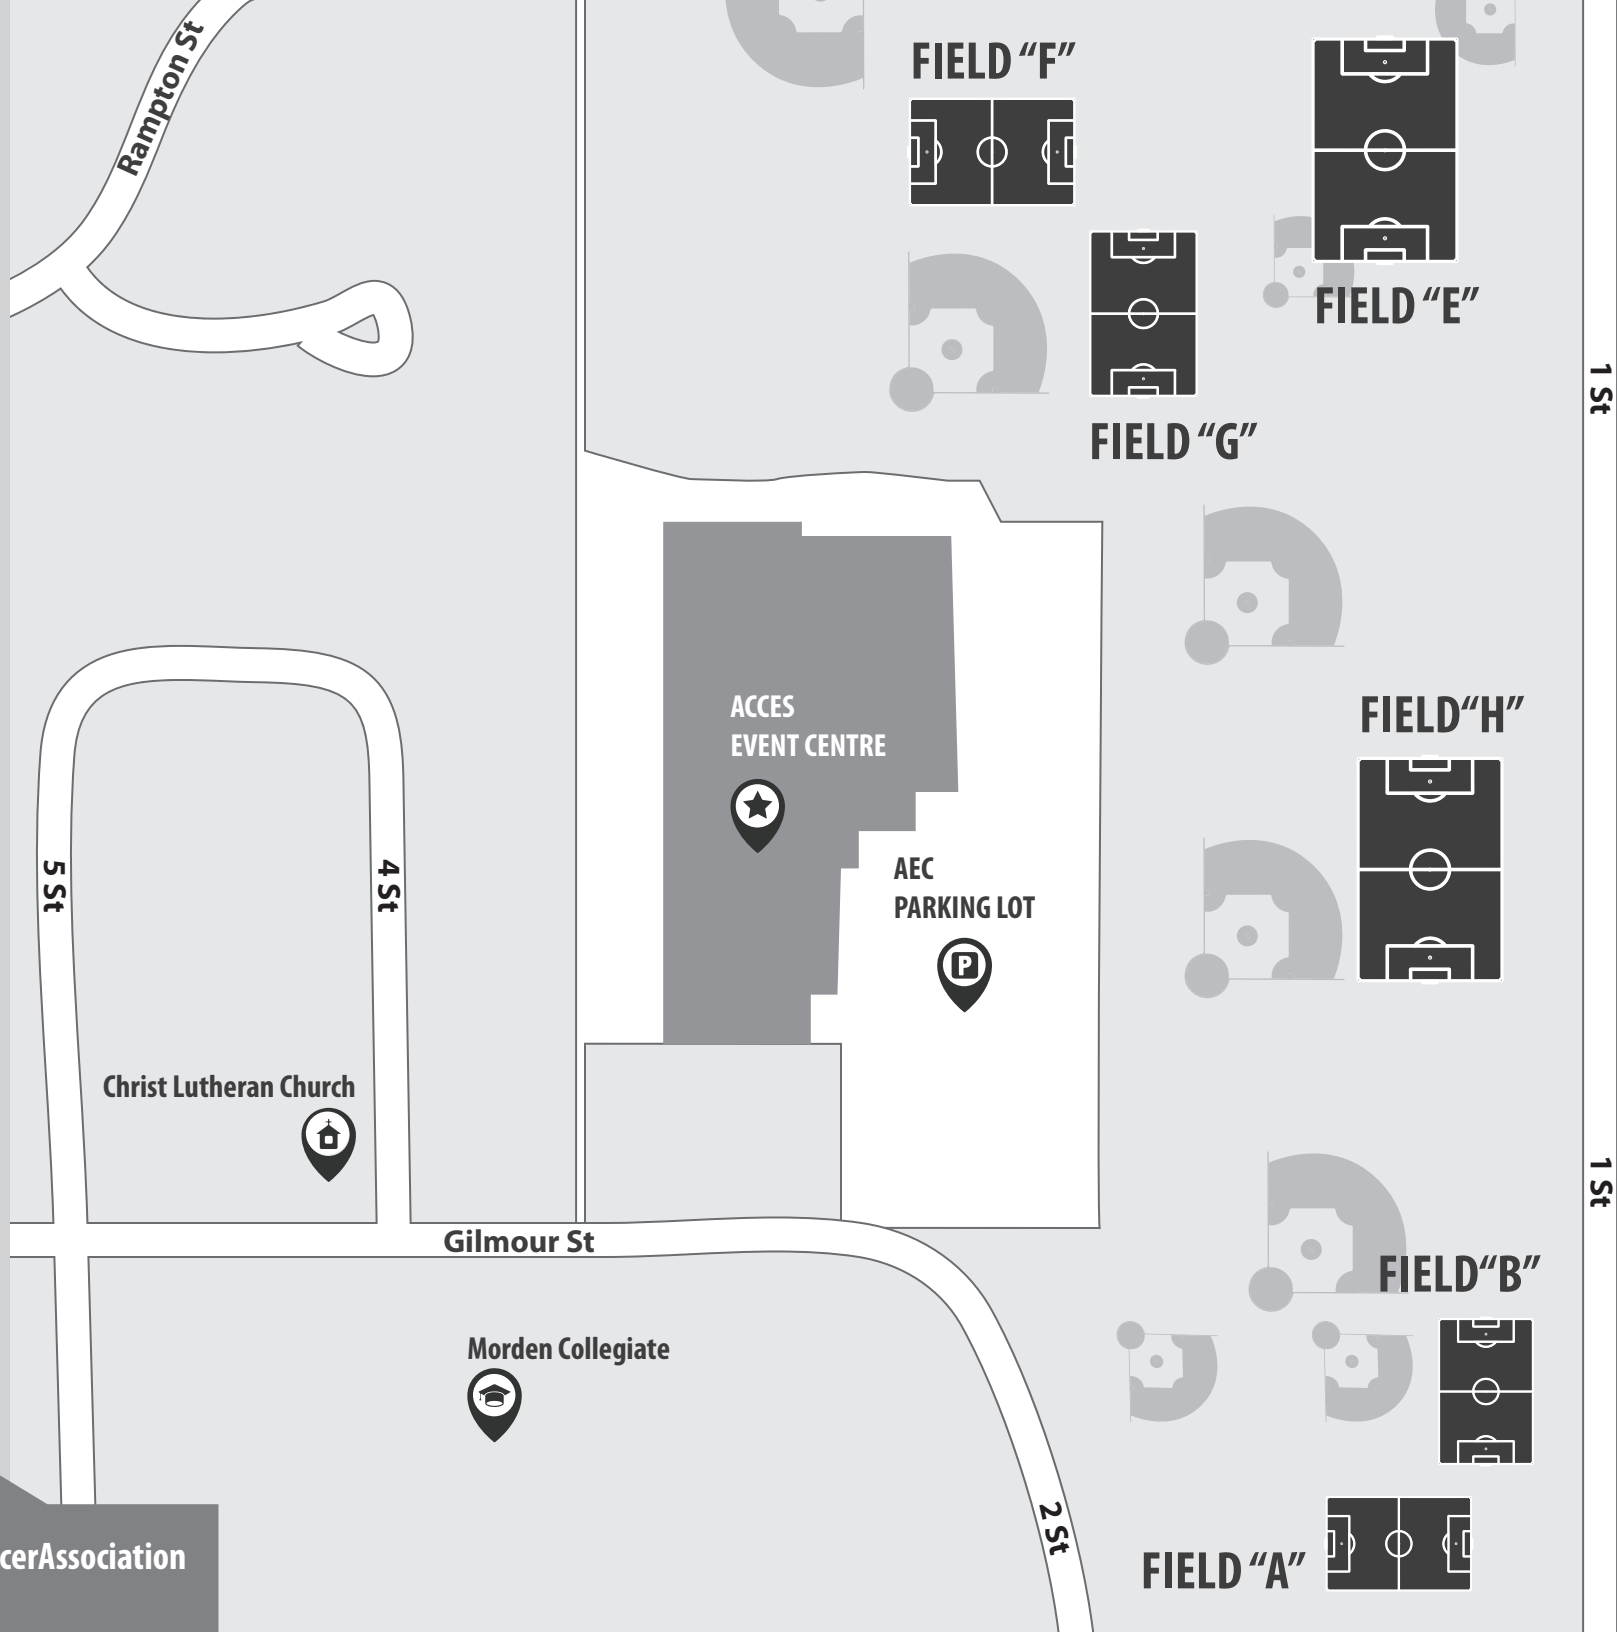 Rampton St
FIELD “F”
FIELD “E”
1 St
FIELD “G”
ACCES
EVENT CENTRE
FIELD“H”
AEC
PARKING LOT
P
5 St
4 St
Christ Lutheran Church
1 St
Gilmour St
FIELD“B”
Morden Collegiate
2 St
cerAssociation
FIELD “A”